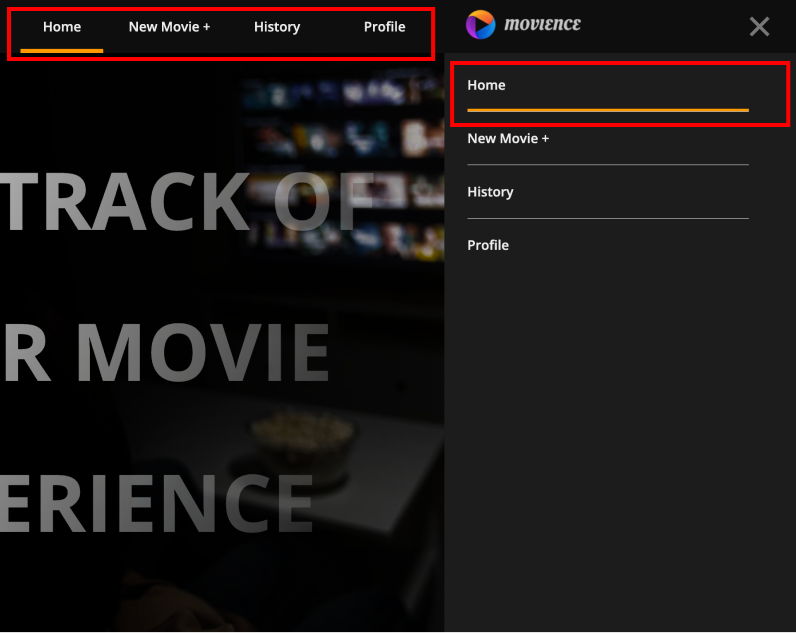 Home New Movie + History Profile
TRACK OF
R MOVIE
ERIENCE
MOVIENCE
Home
New Movie +
History
Profile